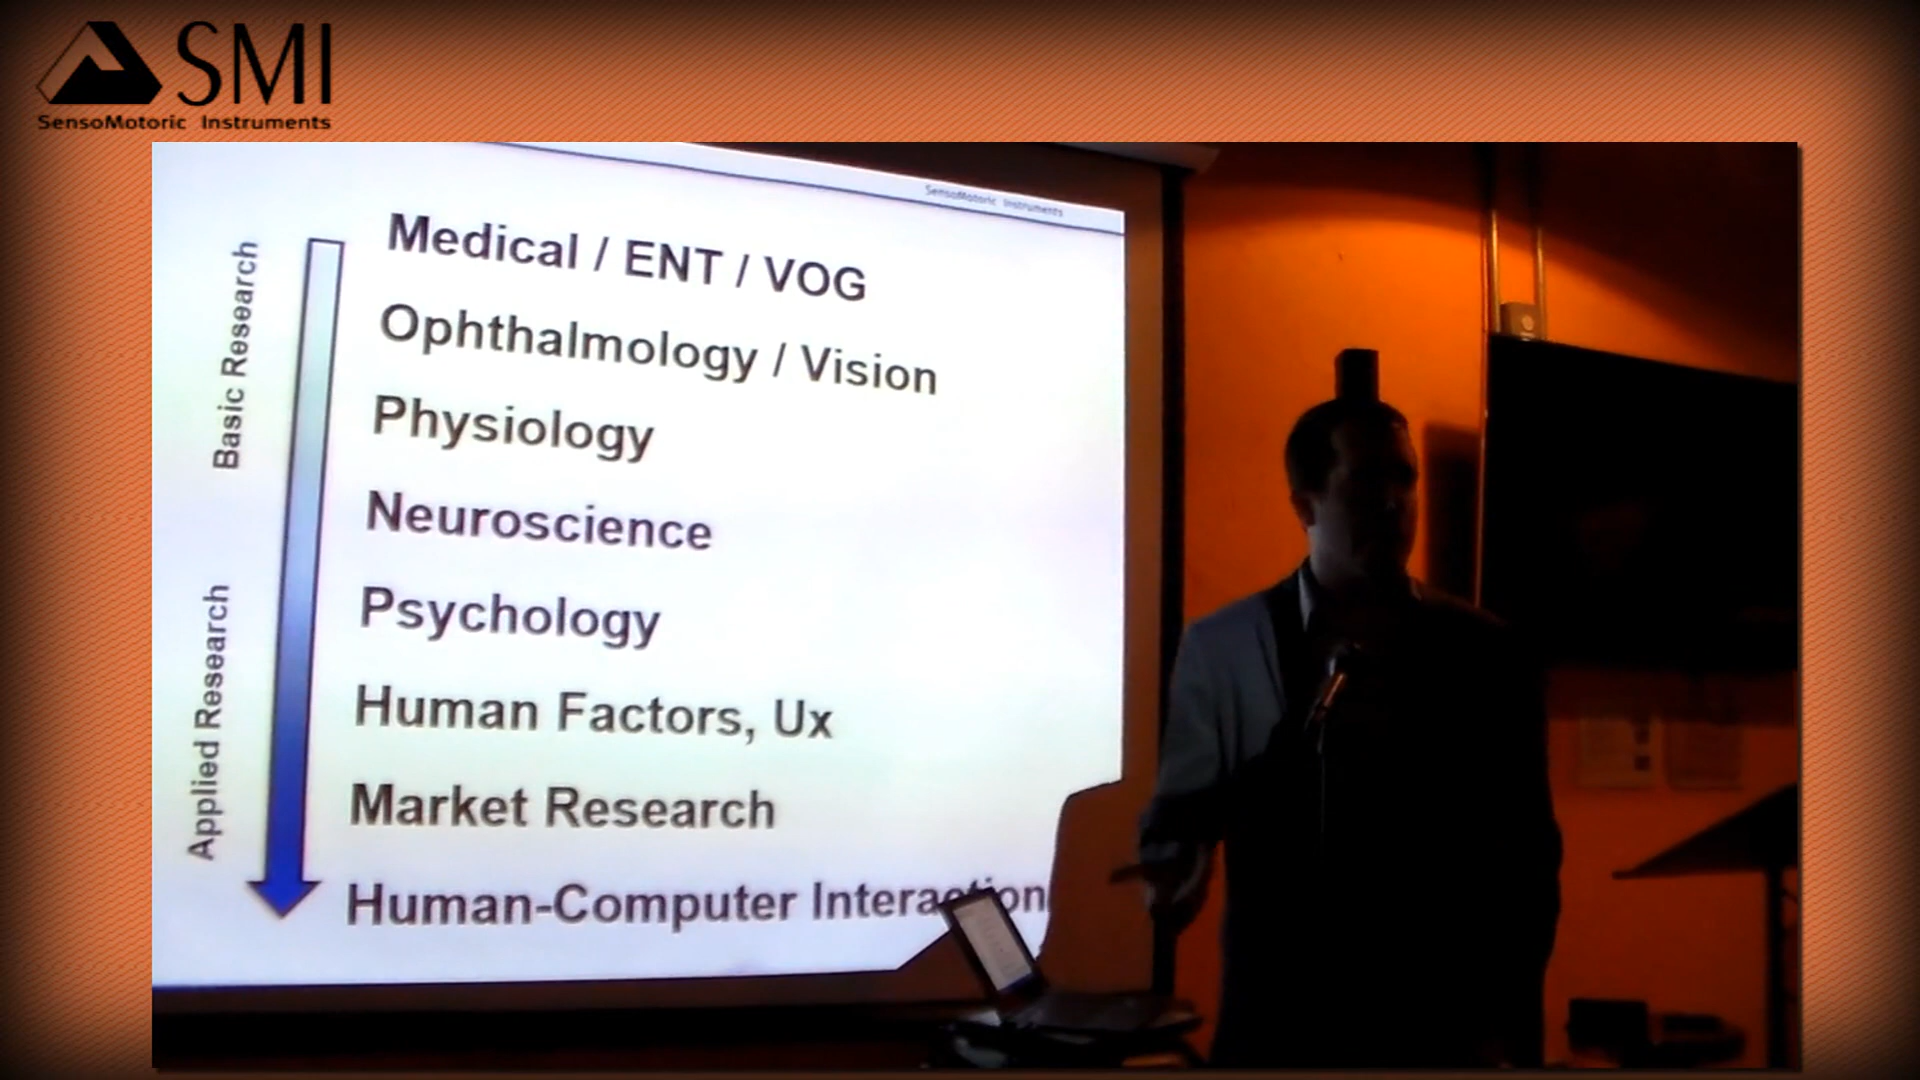 SMI
SensoMotoric Instruments
SensoMotoric Instruments
Basic Research
Applied Research
Medical / ENT / VOG
Ophthalmology / Vision
Physiology
Neuroscience
Psychology
Human Factors, Ux
Market Research
Human-Computer Interaction